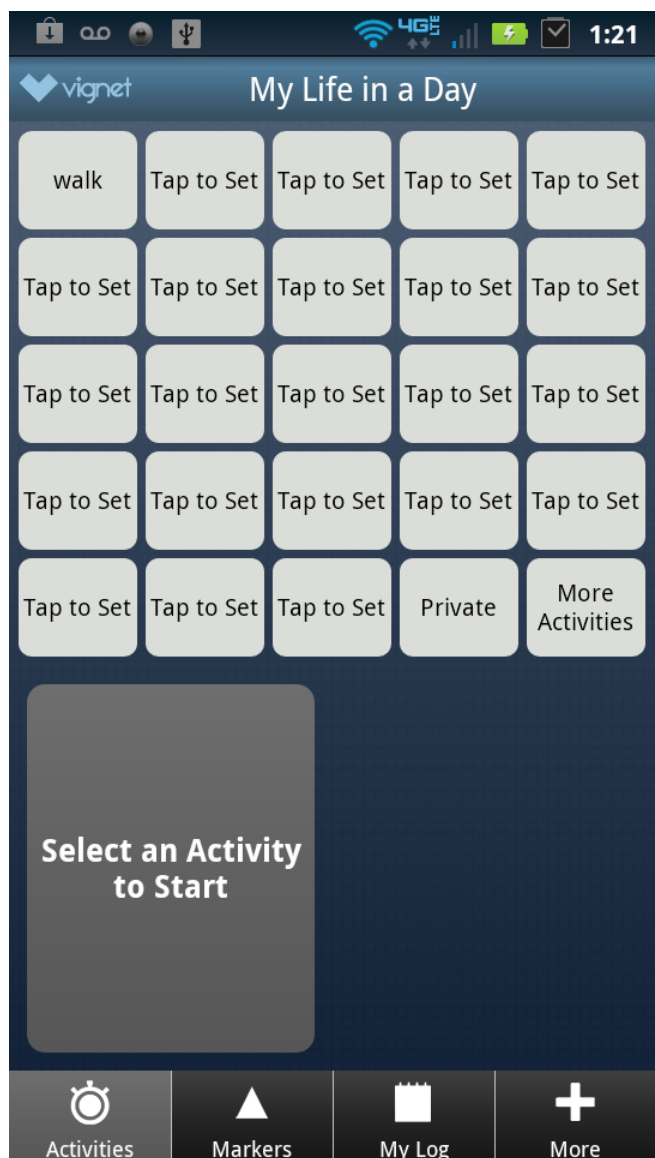 4G LTE 1:21
vignet My Life in a Day
walk Tap to Set Tap to Set Tap to Set Tap to Set
Tap to Set Tap to Set Tap to Set Tap to Set Tap to Set
Tap to Set Tap to Set Tap to Set Tap to Set Tap to Set
Tap to Set Tap to Set Tap to Set Tap to Set Tap to Set
Tap to Set Tap to Set Tap to Set Private More
Activities
Select an Activity
to Start
Activities Markers My Log More